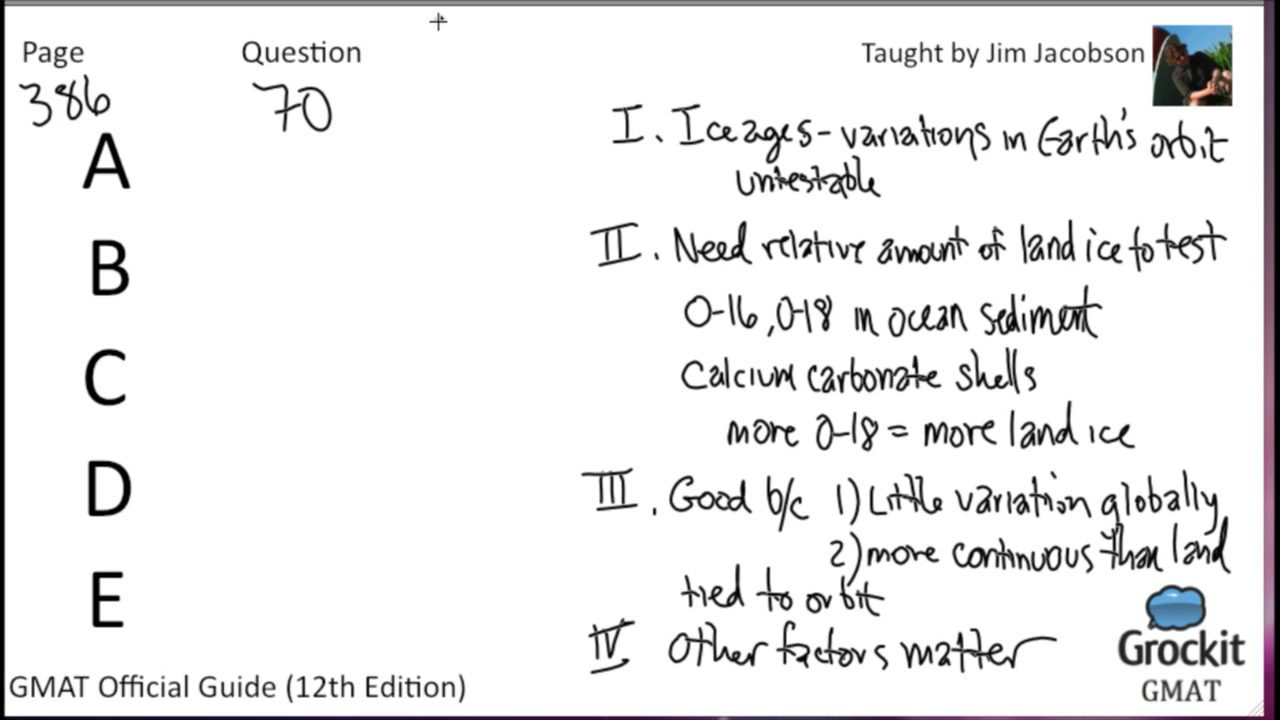 Page
Question
Taught by Jim Jacobson
386
70
A
B
C
D
E
I. Ice ages - variations in Earth's orbit
untestable
II. Need relative amount of land ice to test
O-16, O-18 in ocean sediment
Calcium carbonate shells
more O-18 = more land ice
III. Good b/c 1) Little variation globally
2) more continuous than land
tied to orbit
IV Other factors matter
Grockit
GMAT
GMAT Official Guide (12th Edition)